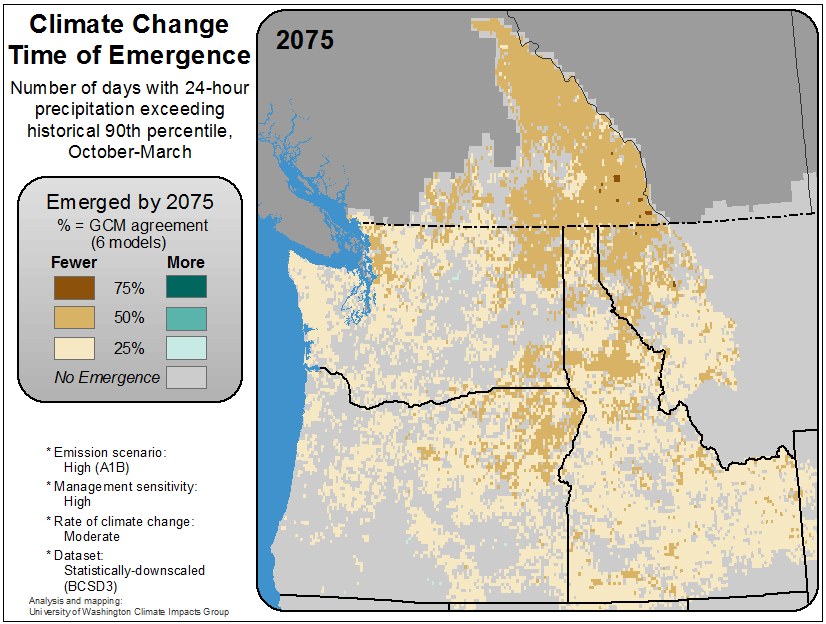 Climate Change
Time of Emergence
Number of days with 24-hour
precipitation exceeding
historical 90th percentile,
October-March
Emerged by 2075
% = GCM agreement
(6 models)
Fewer More
75%
50%
25%
No Emergence
* Emission scenario:
High (A1B)
* Management sensitivity:
High
* Rate of climate change:
Moderate
* Dataset:
Statistically-downscaled
(BCSD3)
Analysis and mapping:
University of Washington Climate Impacts Group
2075